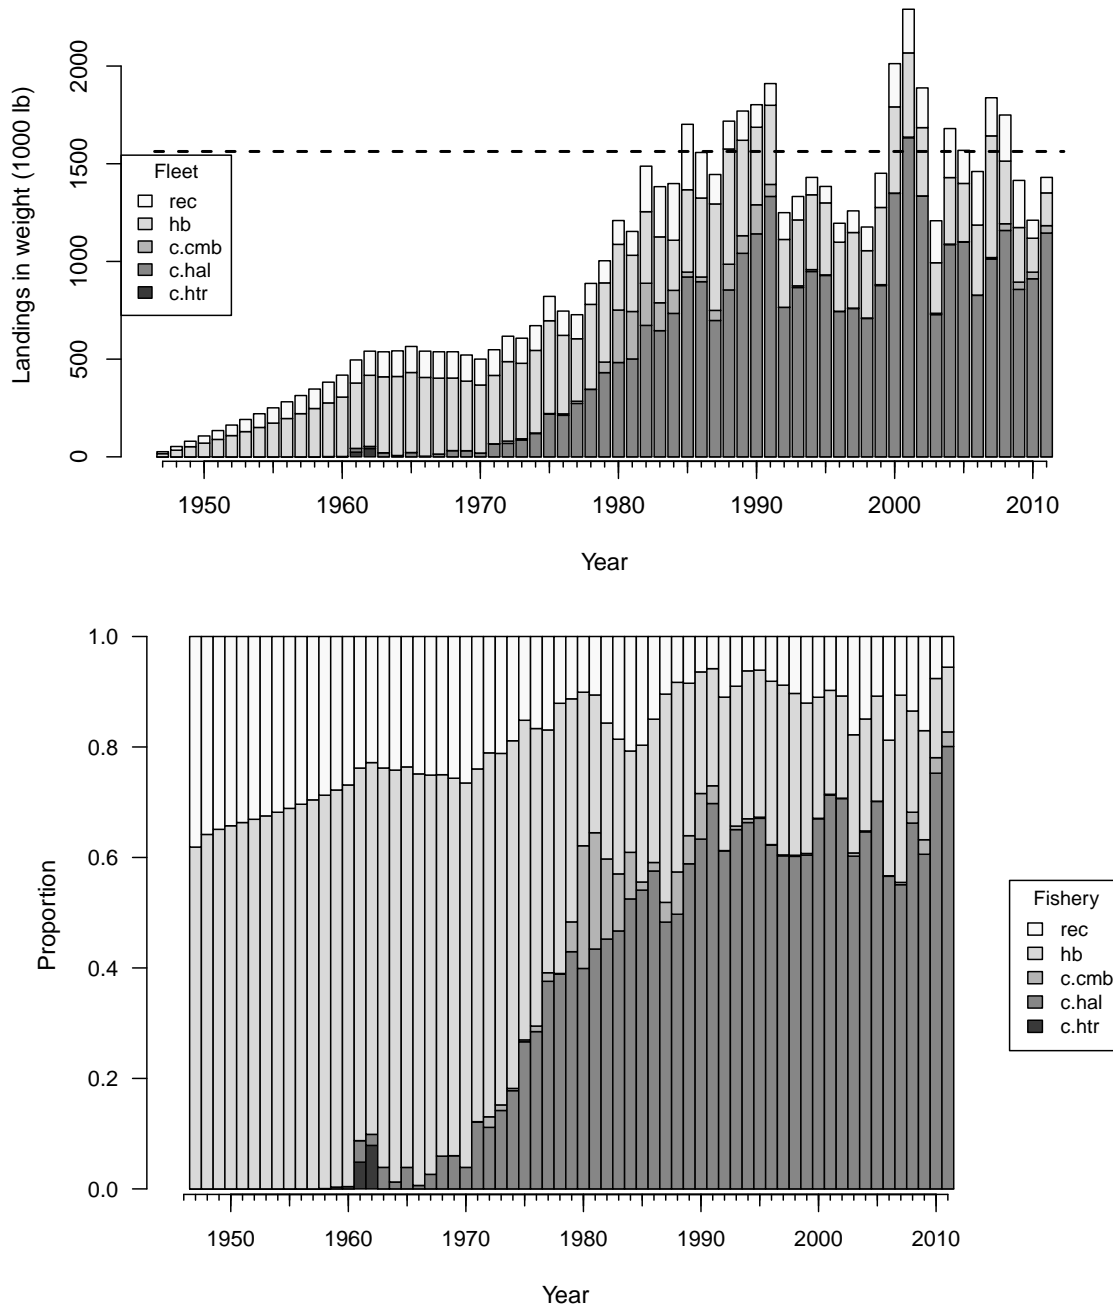 Landings in weight (1000 lb)
2000
1500
1000
500
0
Fleet
rec
hb
c.cmb
c.hal
c.htr
1950 1960 1970 1980 1990 2000 2010
Year
Proportion
1.0
0.8
0.6
0.4
0.2
0.0
Fishery
rec
hb
c.cmb
c.hal
c.htr
1950 1960 1970 1980 1990 2000 2010
Year